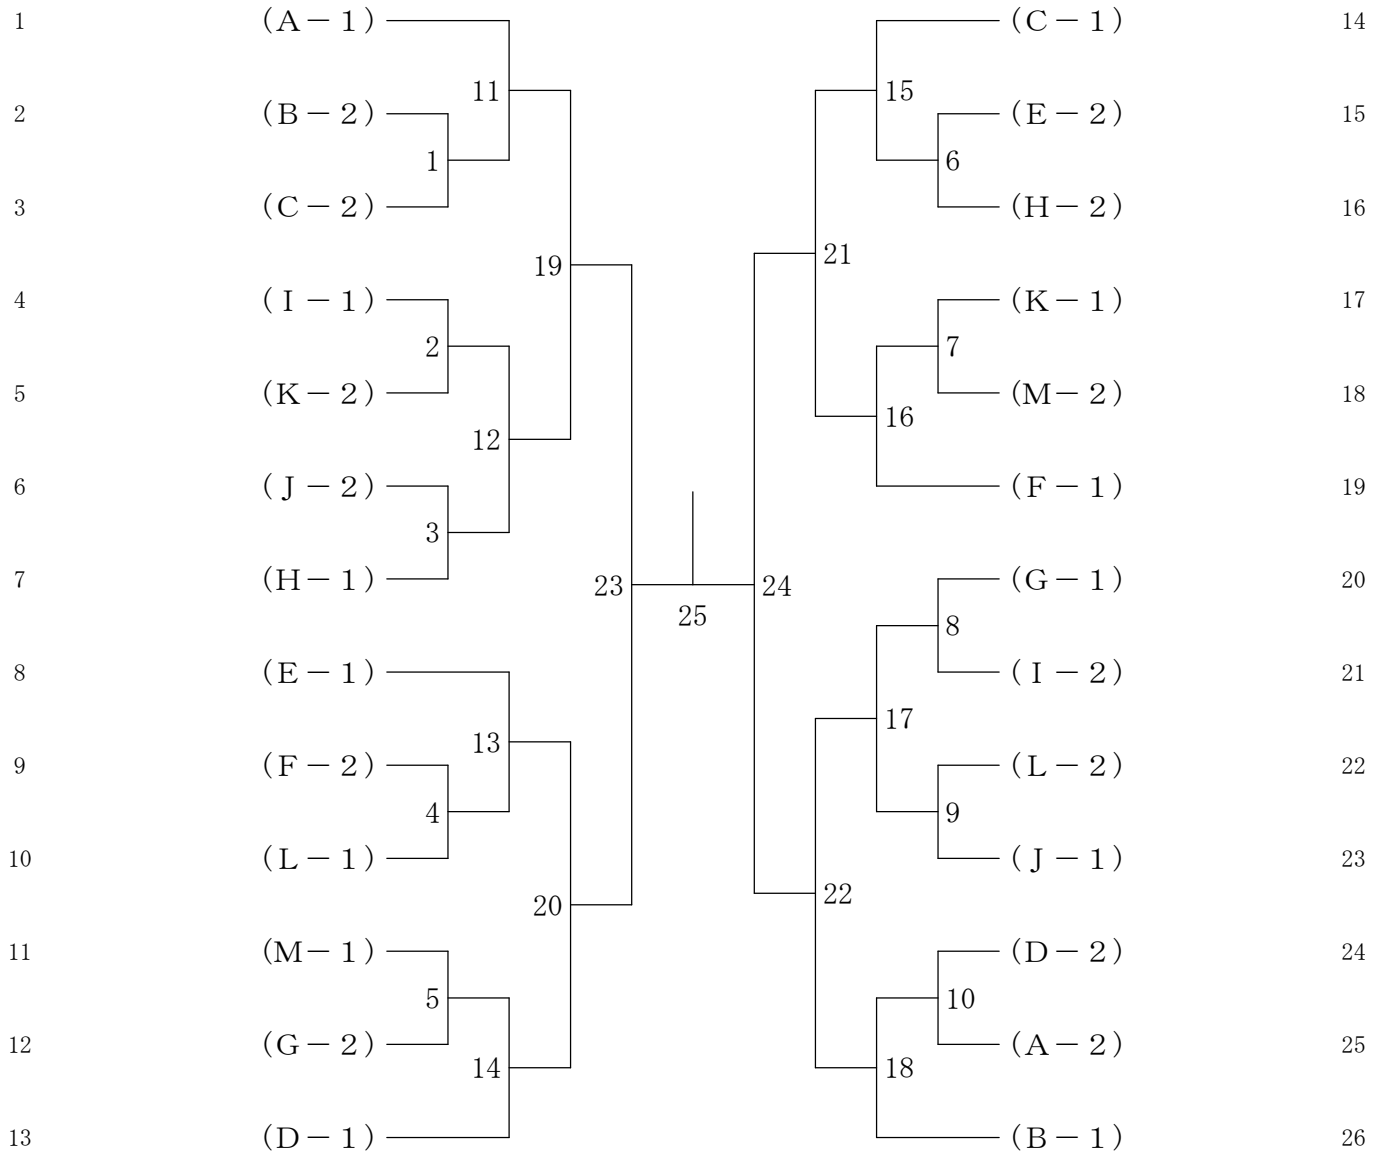 1 (A－1) (C－1) 14
11 15
2 (B－2) (E－2) 15
1 6
3 (C－2) (H－2) 16
21
19
4 (I－1) (K－1) 17
2 7
5 (K－2) (M－2) 18
16
12
6 (J－2) (F－1) 19
3
7 (H－1) (G－1) 20
23 24
25
8
8 (E－1) (I－2) 21
17
13
9 (F－2) (L－2) 22
4 9
10 (L－1) (J－1) 23
22
20
11 (M－1) (D－2) 24
5 10
12 (G－2) (A－2) 25
14 18
13 (D－1) (B－1) 26